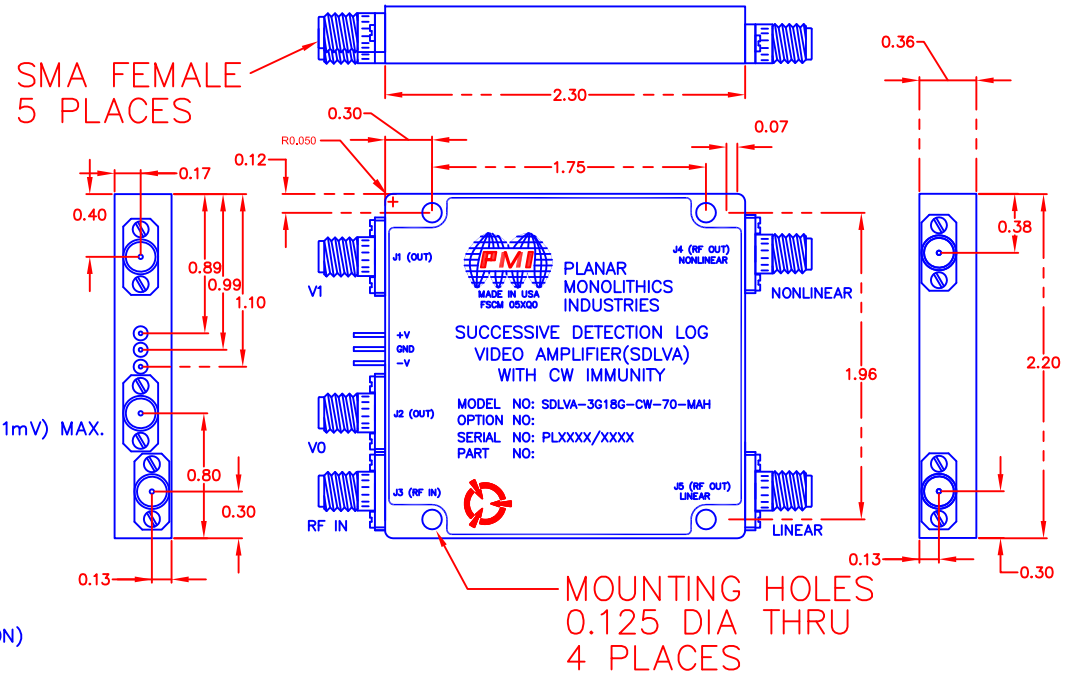 SMA FEMALE
5 PLACES
2.30
0.36
0.30
0.07
R0.050
0.12
1.75
0.17
0.40
0.89
0.99
1.10
0.38
J1 (OUT)
V1
PMI
MADE IN USA
FSCM 05XQ0
PLANAR
MONOLITHICS
INDUSTRIES
J4 (RF OUT)
NONLINEAR
NONLINEAR
+V
GND
-V
SUCCESSIVE DETECTION LOG
VIDEO AMPLIFIER(SDLVA)
WITH CW IMMUNITY
1.96
2.20
MODEL NO: SDLVA-3G18G-CW-70-MAH
OPTION NO:
SERIAL NO: PLXXXX/XXXX
PART NO:
J2 (OUT)
V0
1mV) MAX.
0.80
0.30
J3 (RF IN)
RF IN
J5 (RF OUT)
LINEAR
LINEAR
0.13
0.13
0.30
MOUNTING HOLES
0.125 DIA THRU
4 PLACES
ON)